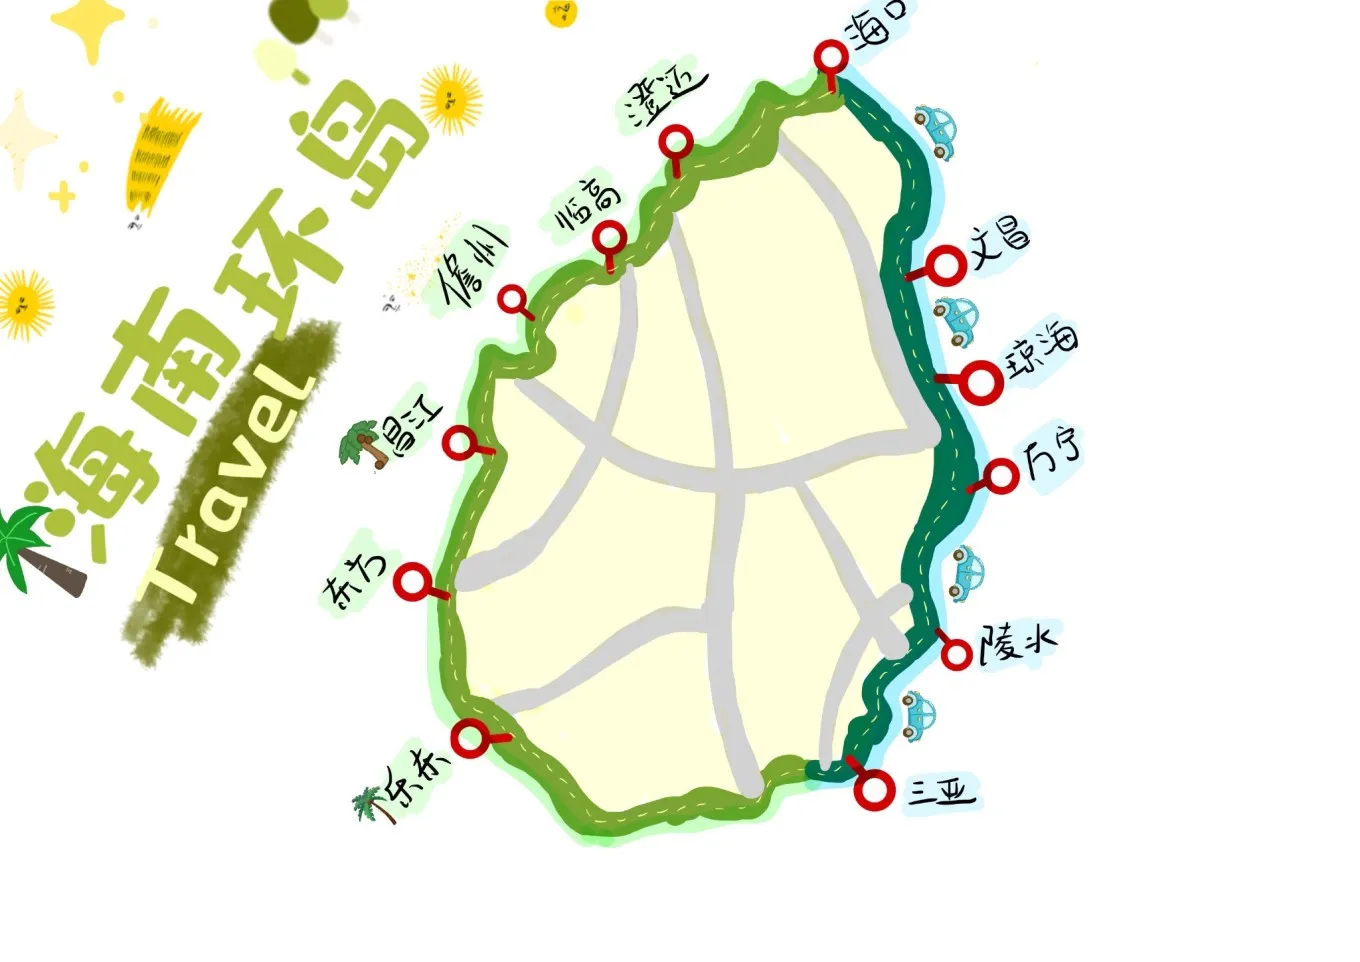 海南环岛
Travel
海口
澄迈
临高
儋州
昌江
东方
乐东
文昌
琼海
万宁
陵水
三亚